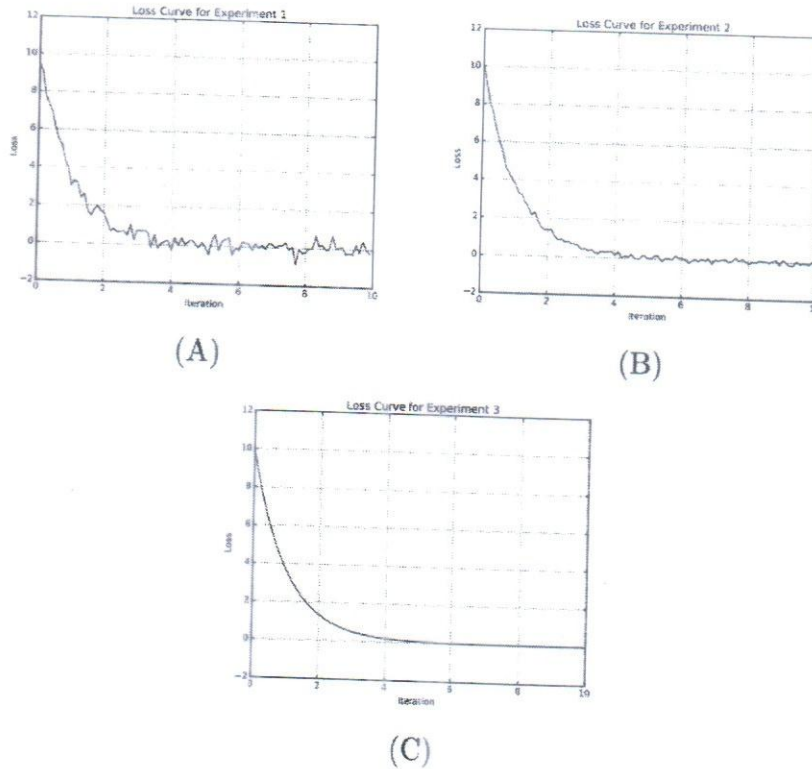 Loss Curve for Experiment 1
12
10
8
6
4
2
0
−2
Loss
0 2 4 6 8 10
Iteration
(A)
Loss Curve for Experiment 2
12
10
8
6
4
2
0
−2
Loss
0 2 4 6 8
Iteration
(B)
Loss Curve for Experiment 3
12
10
8
6
4
2
0
−2
Loss
2 4 6 8
Iteration
(C)